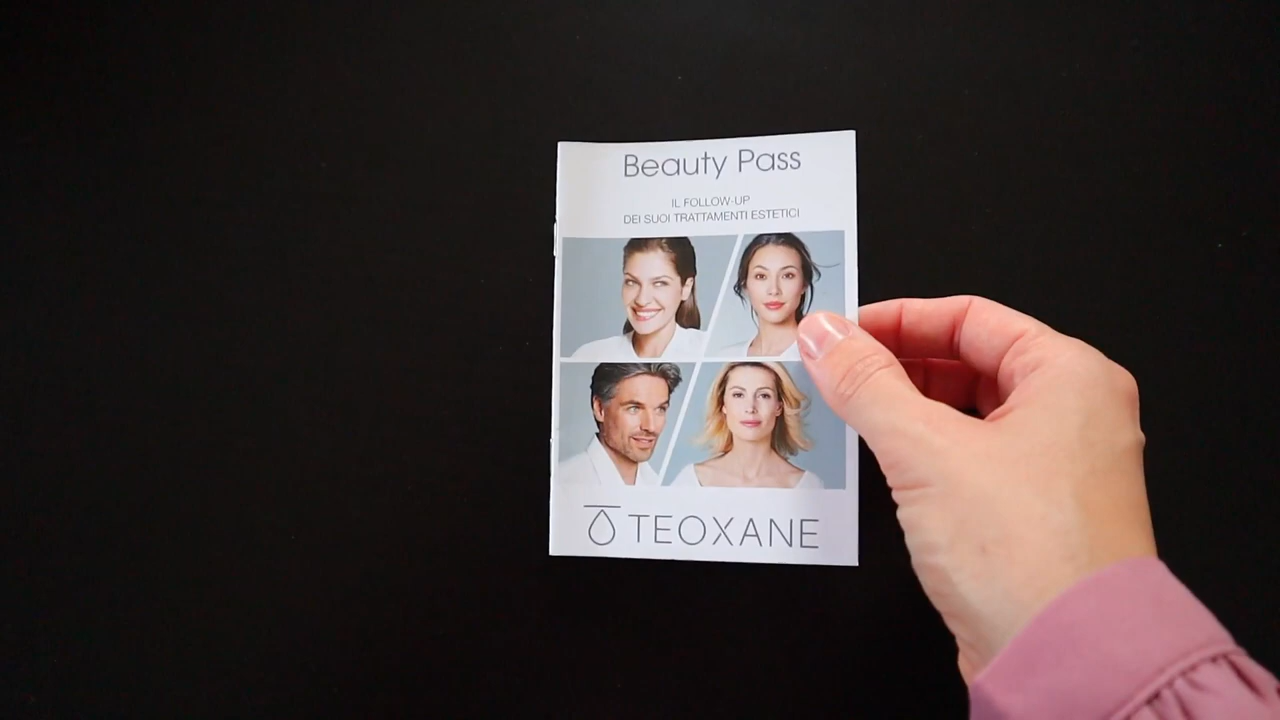 Beauty Pass
IL FOLLOW-UP
DEI SUOI TRATTAMENTI ESTETICI
TEOXANE